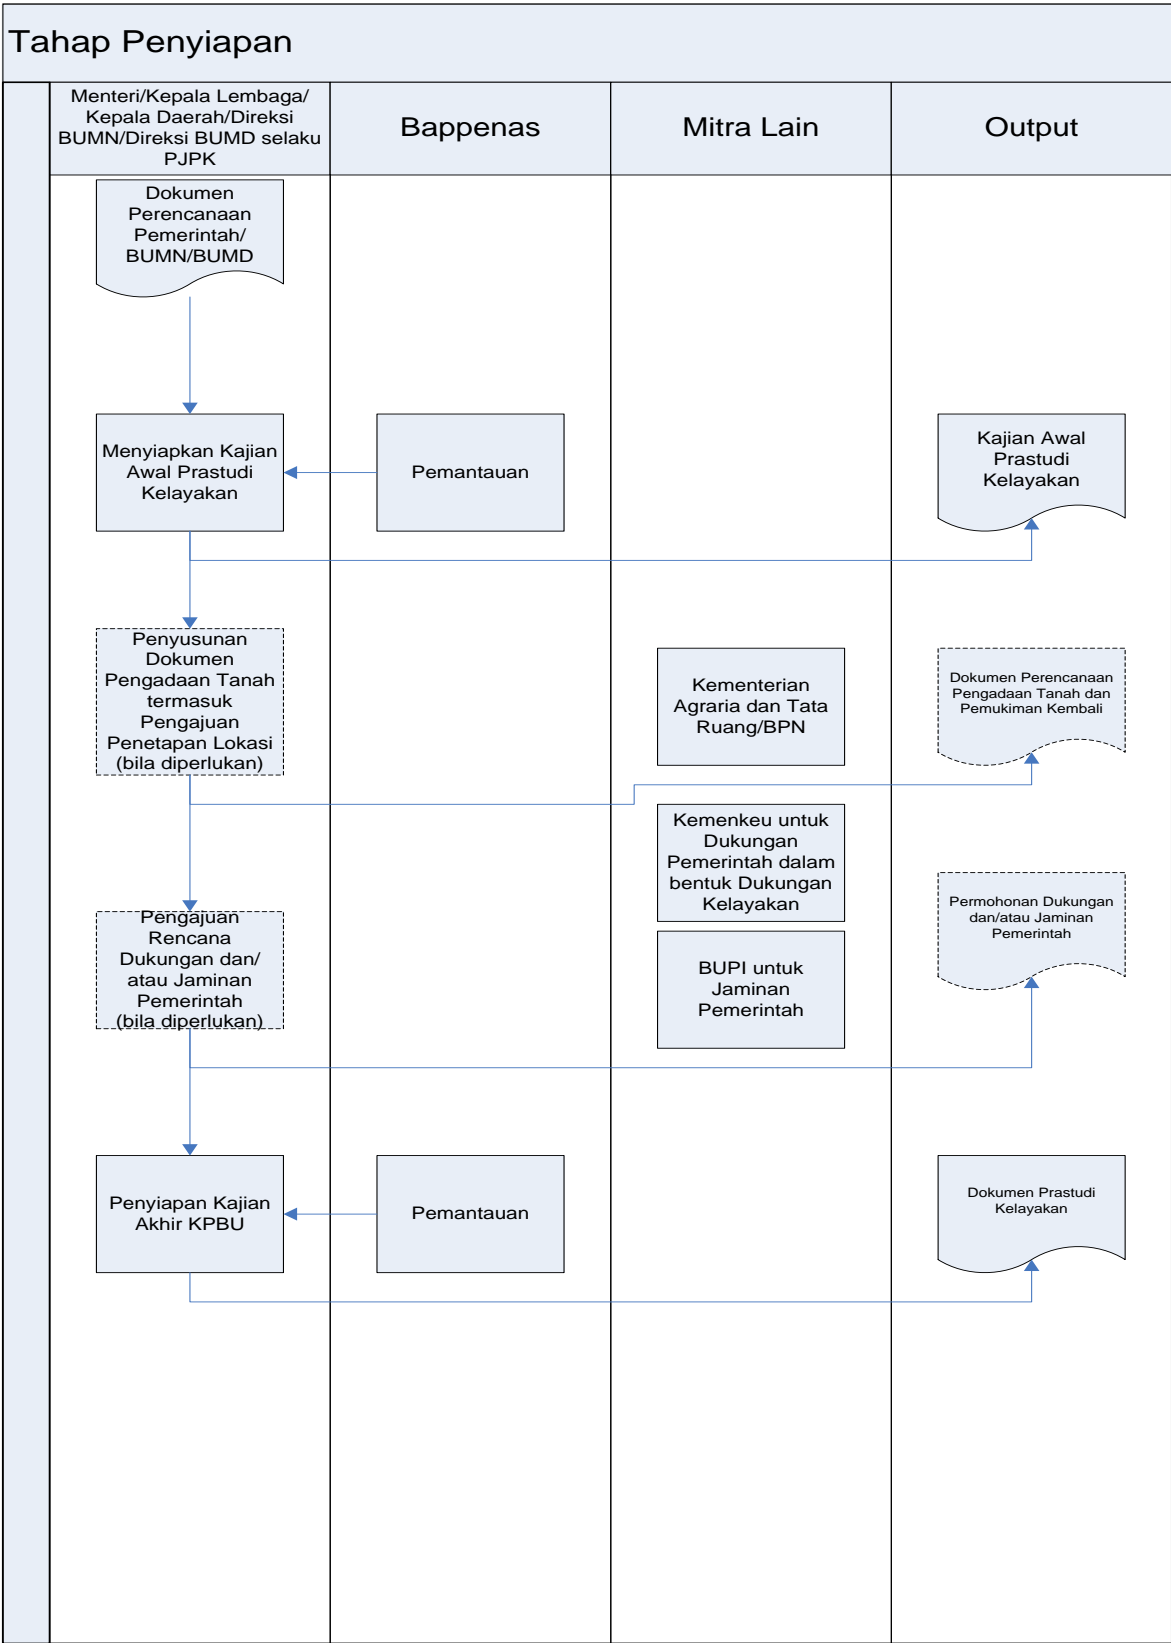 Tahap Penyiapan
Menteri/Kepala Lembaga/
Kepala Daerah/Direksi
BUMN/Direksi BUMD selaku
PJPK
Bappenas
Mitra Lain
Output
Dokumen
Perencanaan
Pemerintah/
BUMN/BUMD
Menyiapkan Kajian
Awal Prastudi
Kelayakan
Pemantauan
Kajian Awal
Prastudi
Kelayakan
Penyusunan
Dokumen
Pengadaan Tanah
termasuk
Pengajuan
Penetapan Lokasi
(bila diperlukan)
Kementerian
Agraria dan Tata
Ruang/BPN
Dokumen Perencanaan
Pengadaan Tanah dan
Pemukiman Kembali
Kemenkeu untuk
Dukungan
Pemerintah dalam
bentuk Dukungan
Kelayakan
Pengajuan
Rencana
Dukungan dan/
atau Jaminan
Pemerintah
(bila diperlukan)
BUPI untuk
Jaminan
Pemerintah
Permohonan Dukungan
dan/atau Jaminan
Pemerintah
Penyiapan Kajian
Akhir KPBU
Pemantauan
Dokumen Prastudi
Kelayakan